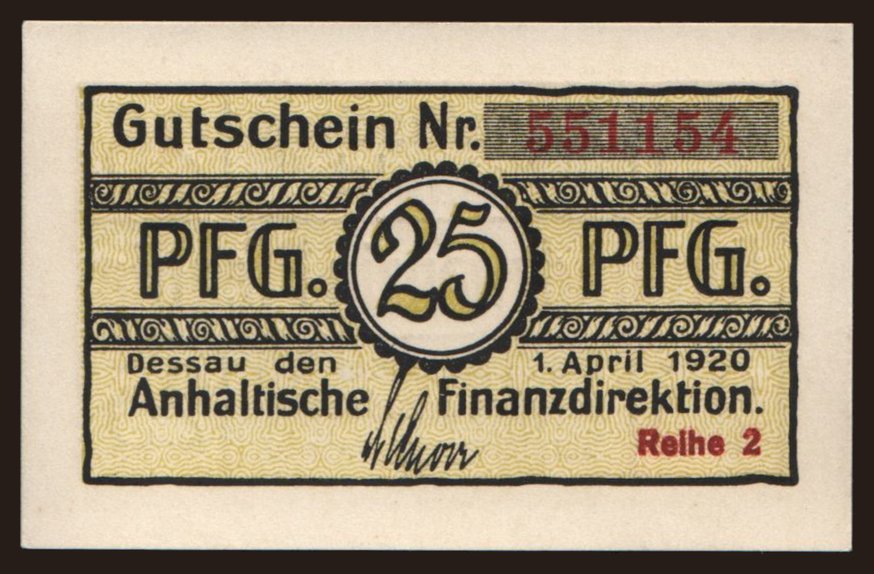 Gutschein Nr. 551154
PFG. 25 PFG.
Dessau den 1. April 1920
Anhaltische Finanzdirektion.
Reihe 2